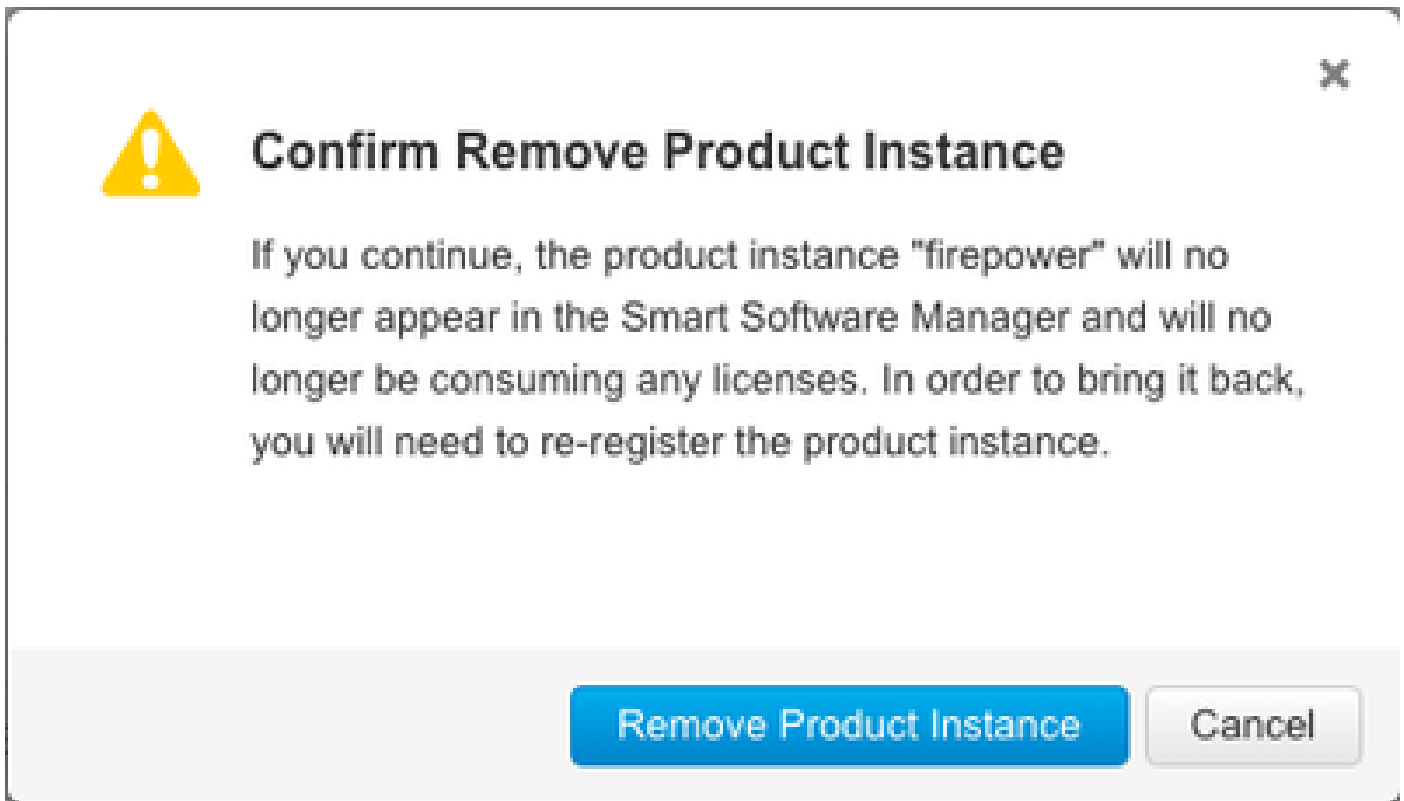 Confirm Remove Product Instance
If you continue, the product instance "firepower" will no
longer appear in the Smart Software Manager and will no
longer be consuming any licenses. In order to bring it back,
you will need to re-register the product instance.
Remove Product Instance
Cancel